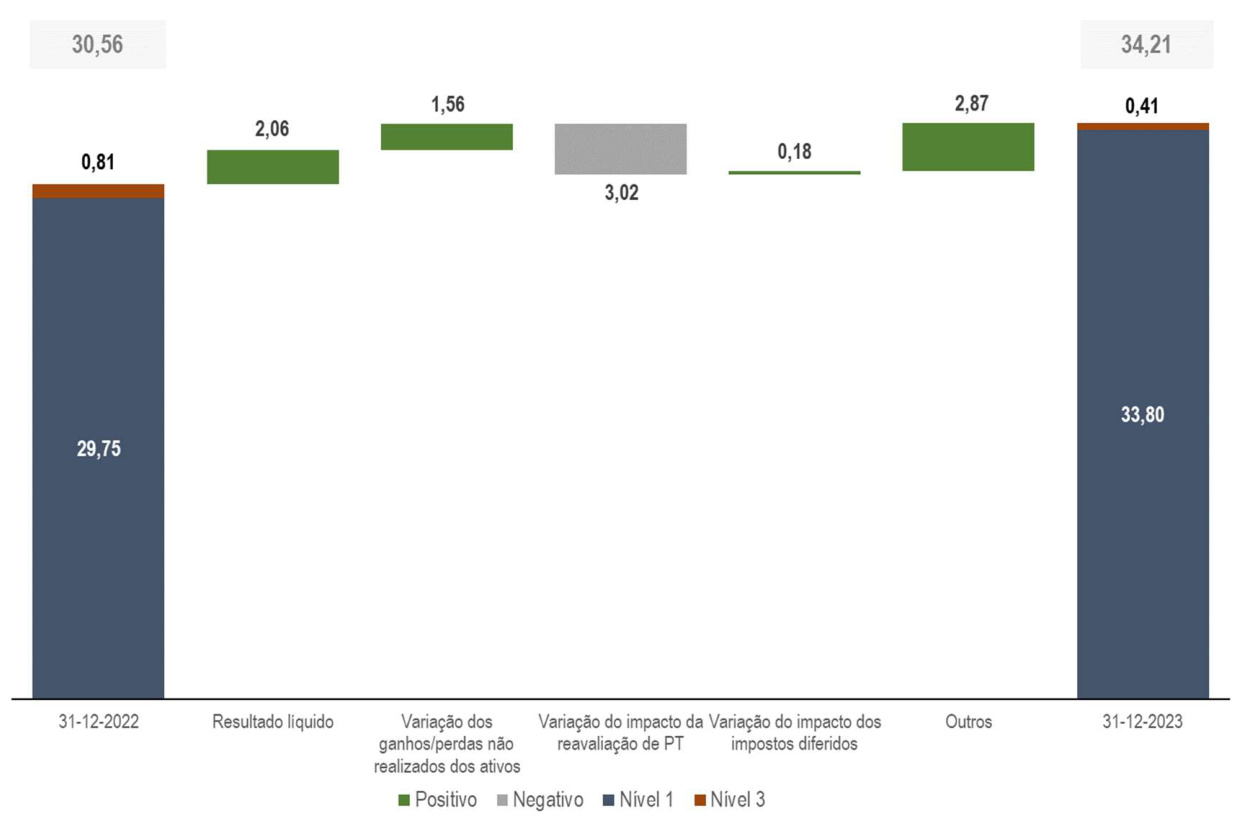 30,56
34,21
0,81
2,06
1,56
3,02
0,18
2,87
0,41
29,75
33,80
31-12-2022
Resultado líquido
Variação dos
ganhos/perdas não
realizados dos ativos
Variação do impacto da
reavaliação de PT
Variação do impacto dos
impostos diferidos
Outros
31-12-2023
Positivo
Negativo
Nível 1
Nível 3